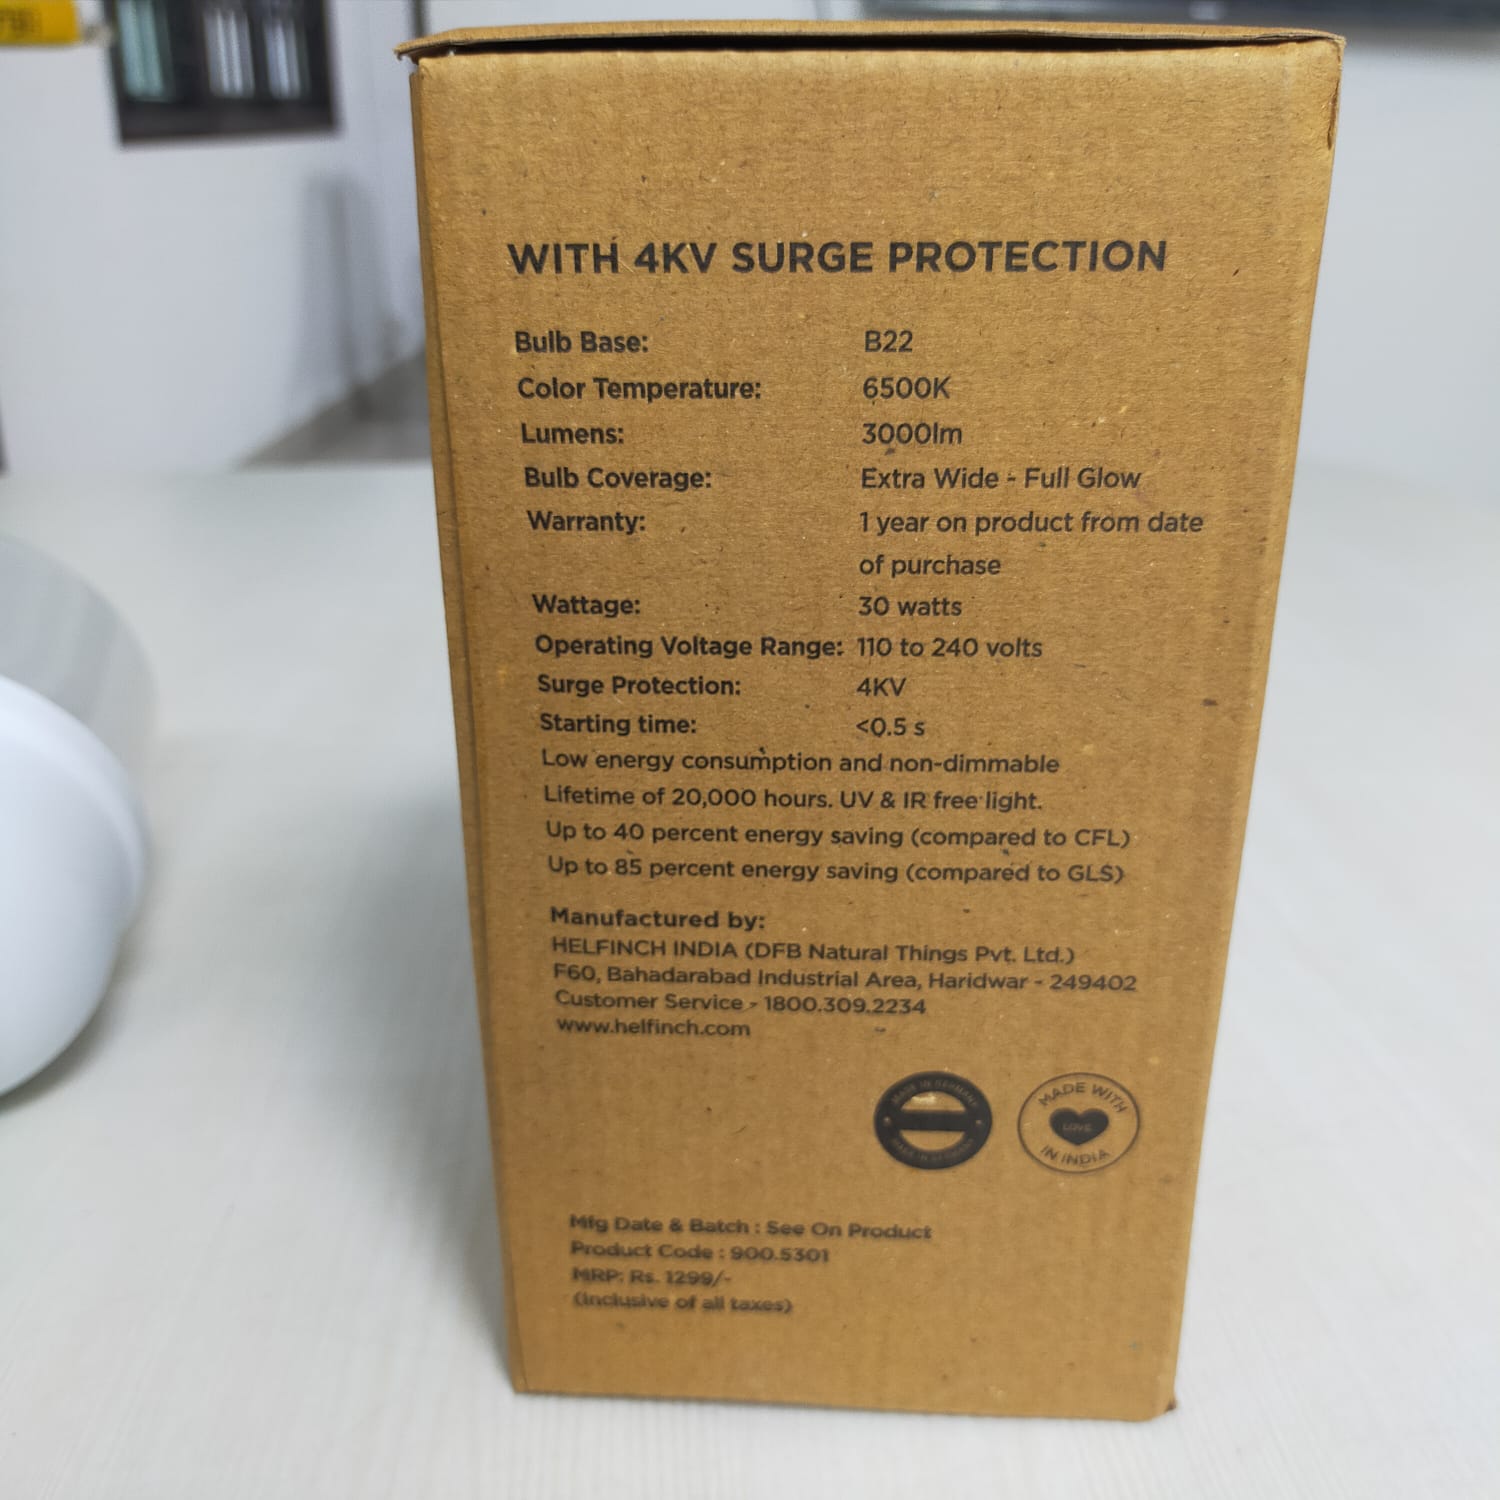 WITH 4KV SURGE PROTECTION
Bulb Base: B22
Color Temperature: 6500K
Lumens: 3000lm
Bulb Coverage: Extra Wide - Full Glow
Warranty: 1 year on product from date
of purchase
Wattage: 30 watts
Operating Voltage Range: 110 to 240 volts
Surge Protection: 4KV
Starting time: <0.5 s
Low energy consumption and non-dimmable
Lifetime of 20,000 hours. UV & IR free light.
Up to 40 percent energy saving (compared to CFL)
Up to 85 percent energy saving (compared to GLS)
Manufactured by:
HELFINCH INDIA (DFB Natural Things Pvt. Ltd.)
F60, Bahadarabad Industrial Area, Haridwar - 249402
Customer Service - 1800.309.2234
www.helfinch.com
MADE IN GERMANY
MADE IN GERMANY
MADE WITH
LOVE
IN INDIA
Mfg Date & Batch : See On Product
Product Code : 900.5301
MRP: Rs. 1299/-
(Inclusive of all taxes)